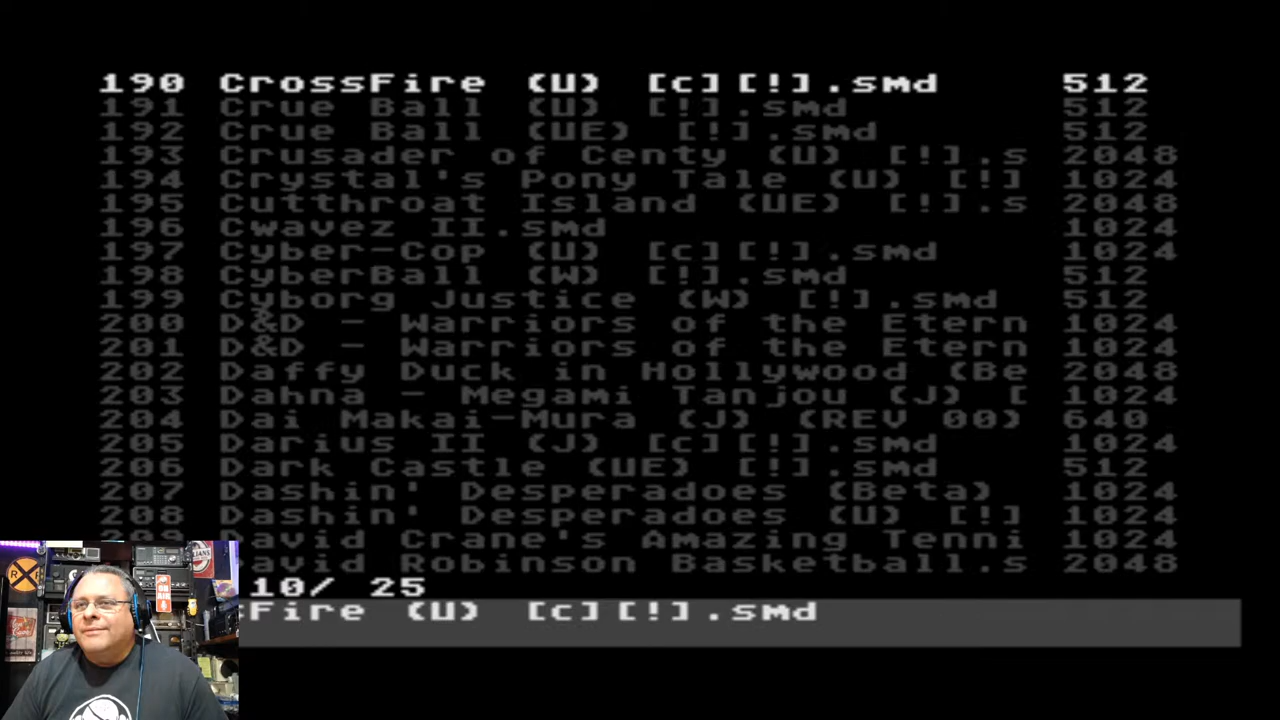 190 CrossFire (U) [c][!].smd 512
191 Crue Ball (U) [!].smd 512
192 Crue Ball (UE) [!].smd 512
193 Crusader of Centy (U) [!].s 2048
194 Crystal's Pony Tale (U) [!] 1024
195 Cutthroat Island (UE) [!].s 2048
196 Cwavez II.smd 1024
197 Cyber-Cop (U) [c][!].smd 1024
198 CyberBall (W) [!].smd 512
199 Cyborg Justice (W) [!].smd 512
200 D&D - Warriors of the Etern 1024
201 D&D - Warriors of the Etern 1024
202 Daffy Duck in Hollywood (Be 2048
203 Dahna - Megami Tanjou (J) [ 1024
204 Dai Makai-Mura (J) (REV 00) 640
205 Darius II (J) [c][!].smd 1024
206 Dark Castle (UE) [!].smd 512
207 Dashin' Desperadoes (Beta) 1024
208 Dashin' Desperadoes (U) [!] 1024
David Crane's Amazing Tenni 1024
David Robinson Basketball.s 2048
10/ 25
Fire (U) [c][!].smd